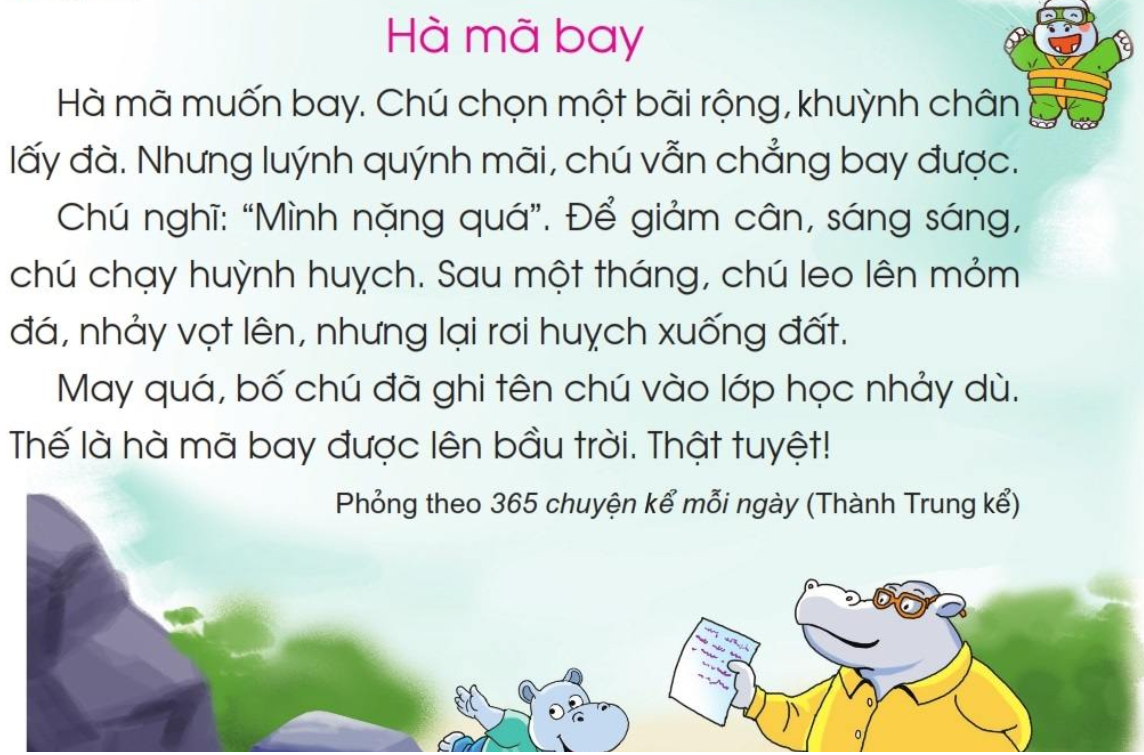 Hà mã bay
Hà mã muốn bay. Chú chọn một bãi rộng, khuỳnh chân
lấy đà. Nhưng luýnh quýnh mãi, chú vẫn chẳng bay được.
Chú nghĩ: “Mình nặng quá”. Để giảm cân, sáng sáng,
chú chạy huỳnh huỵch. Sau một tháng, chú leo lên mỏm
đá, nhảy vọt lên, nhưng lại rơi huỵch xuống đất.
May quá, bố chú đã ghi tên chú vào lớp học nhảy dù.
Thế là hà mã bay được lên bầu trời. Thật tuyệt!
Phỏng theo 365 chuyện kể mỗi ngày (Thành Trung kể)